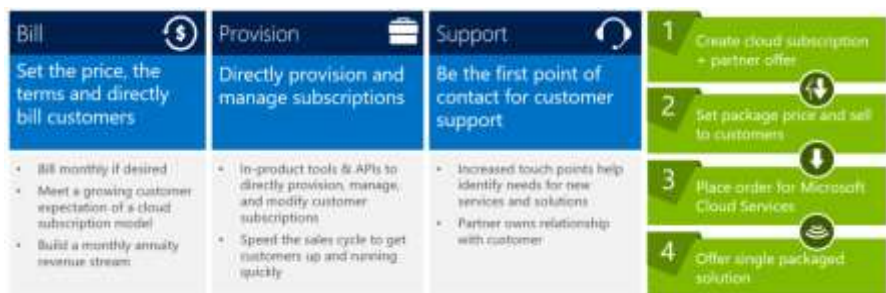 Bill
Set the price, the
terms and directly
bill customers
• Bill monthly if desired
• Meet a growing customer
expectation of a cloud
subscription model
• Build a monthly annuity
revenue stream
Provision
Directly provision and
manage subscriptions
• In-product tools & APIs to
directly provision, manage,
and modify customer
subscriptions
• Speed the sales cycle to get
customers up and running
quickly
Support
Be the first point of
contact for customer
support
• Increased touch points help
identify needs for new
services and solutions
• Partner owns relationship
with customer
1
Create cloud subscription
+ partner offer
2
Set package price and sell
to customers
3
Place order for Microsoft
Cloud Services
4
Offer single packaged
solution